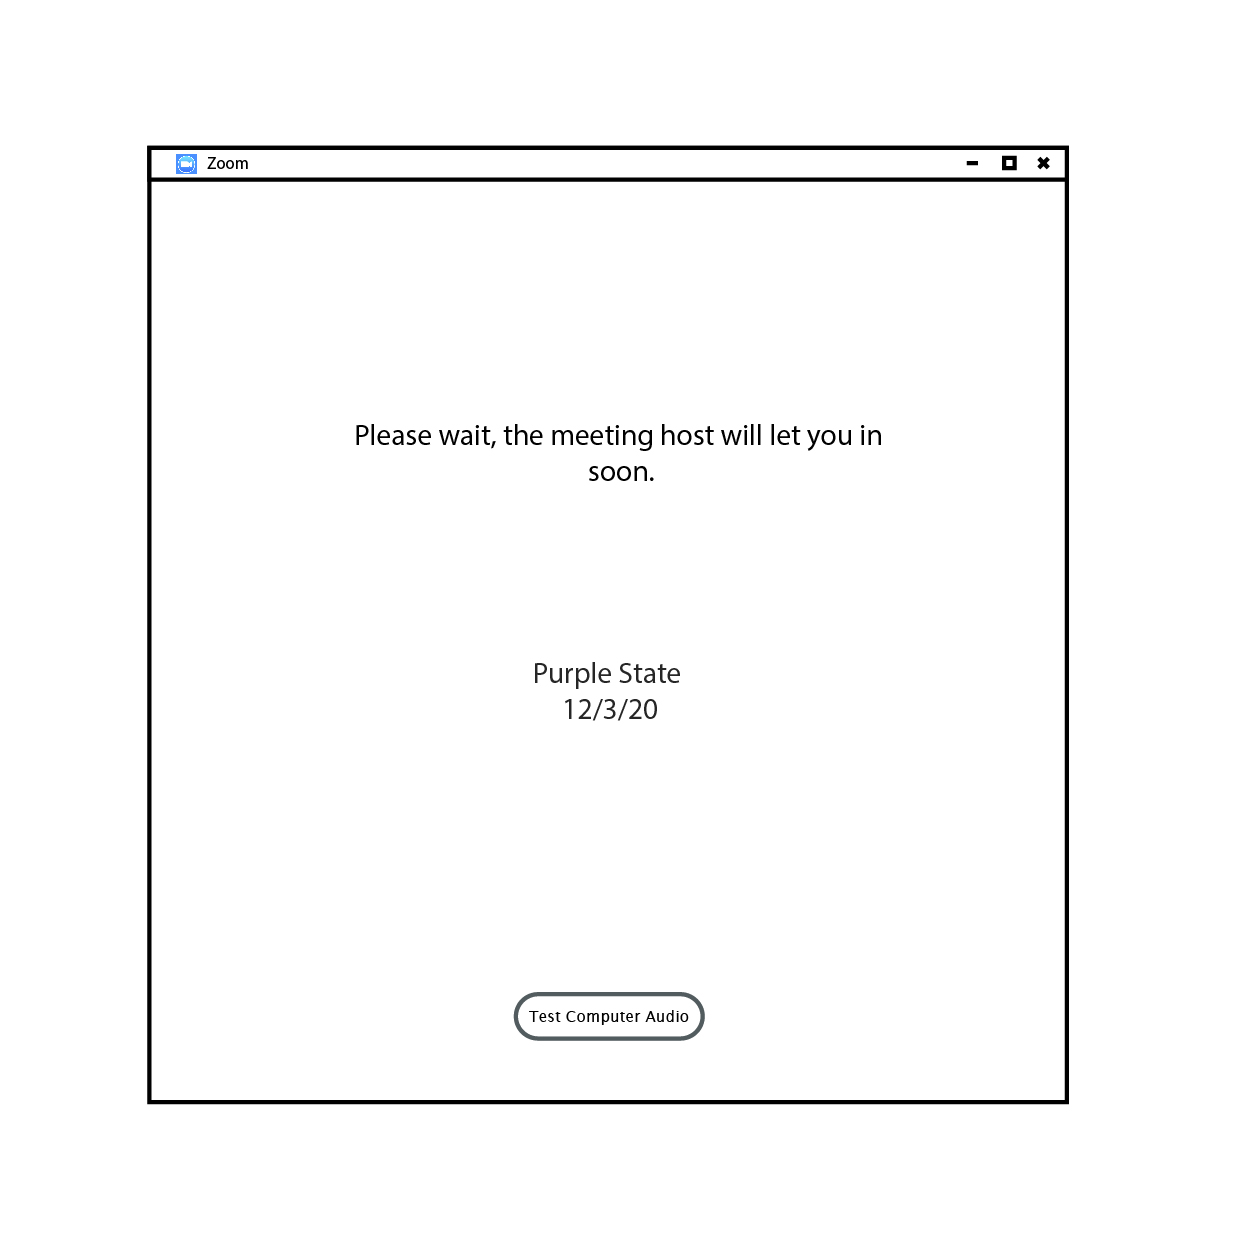 Zoom
Please wait, the meeting host will let you in
soon.
Purple State
12/3/20
Test Computer Audio